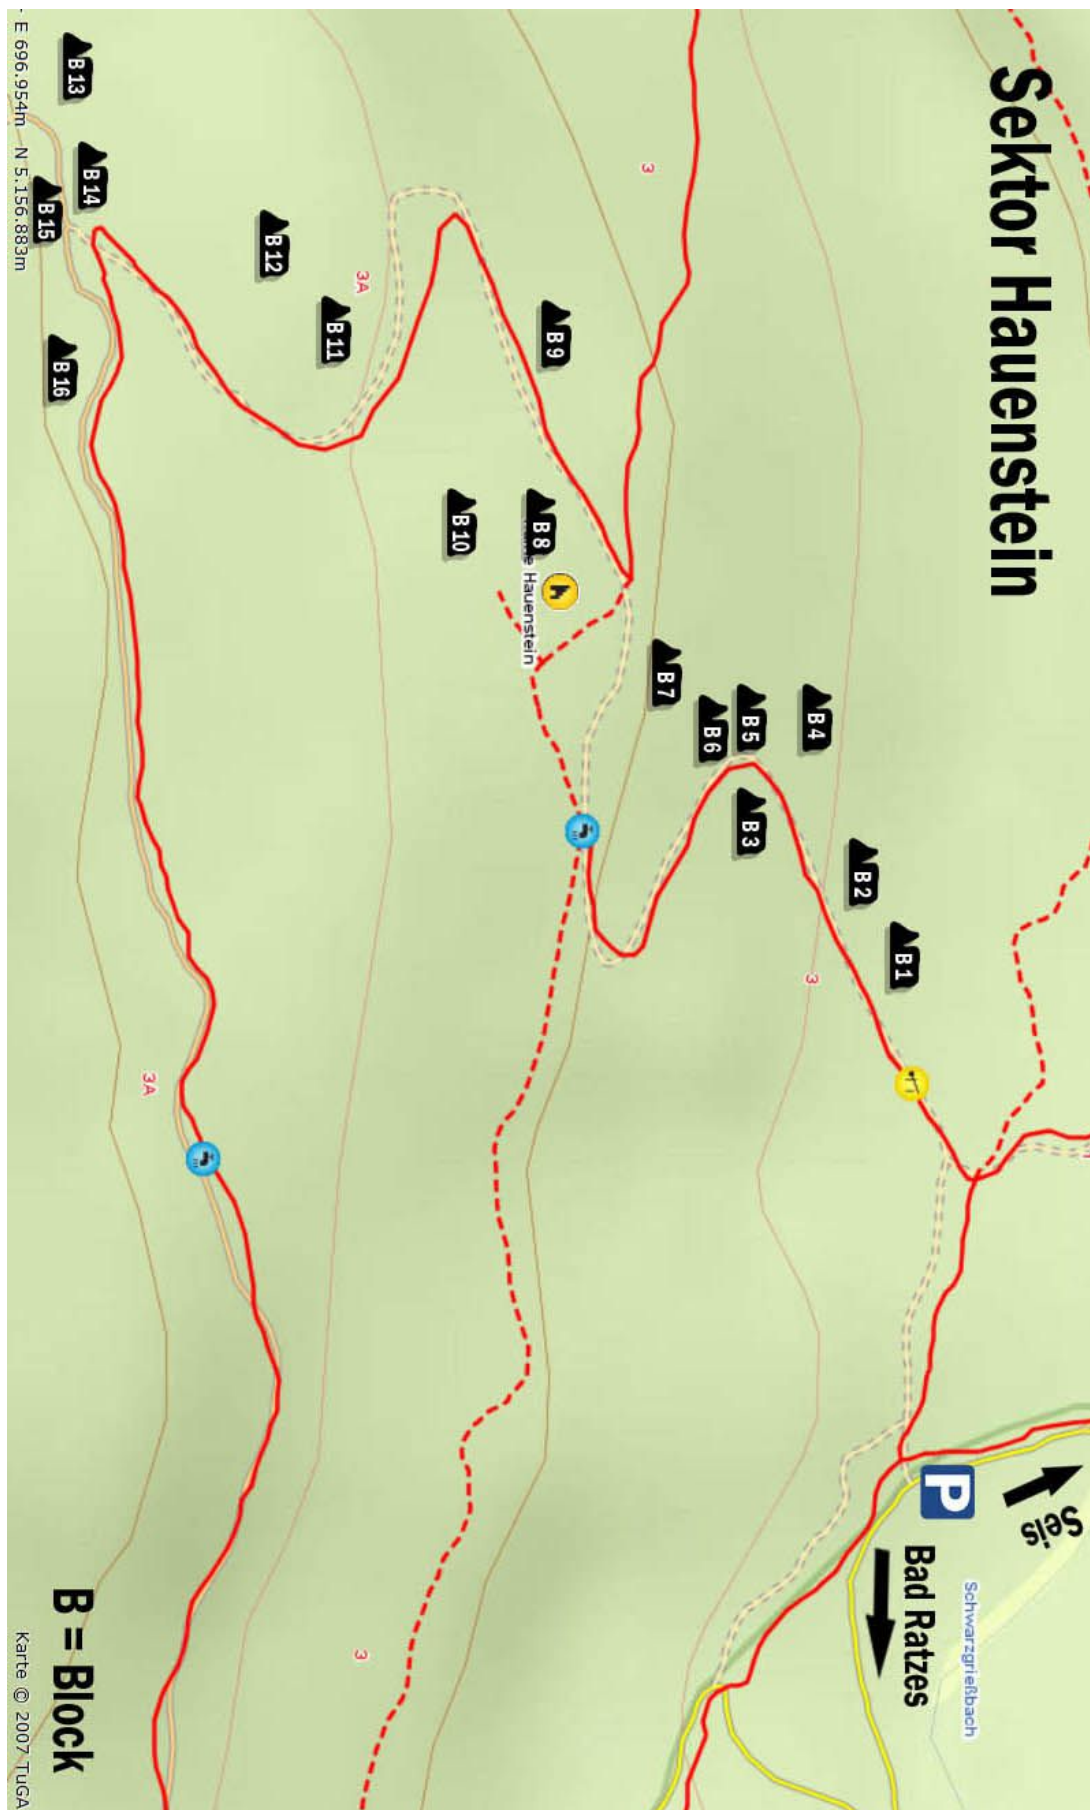 Sektor Hauenstein
Seis
Bad Ratzes
Schwarzgrießbach
P
B 1
B 2
B 3
B 4
B 5
B 6
B 7
B 8
B 9
B 10
B 11
B 12
B 13
B 14
B 15
B 16
Hauenstein
3
3
3
3A
3A
B = Block
E 696.954m N 5.156.883m
Karte © 2007 TuGA